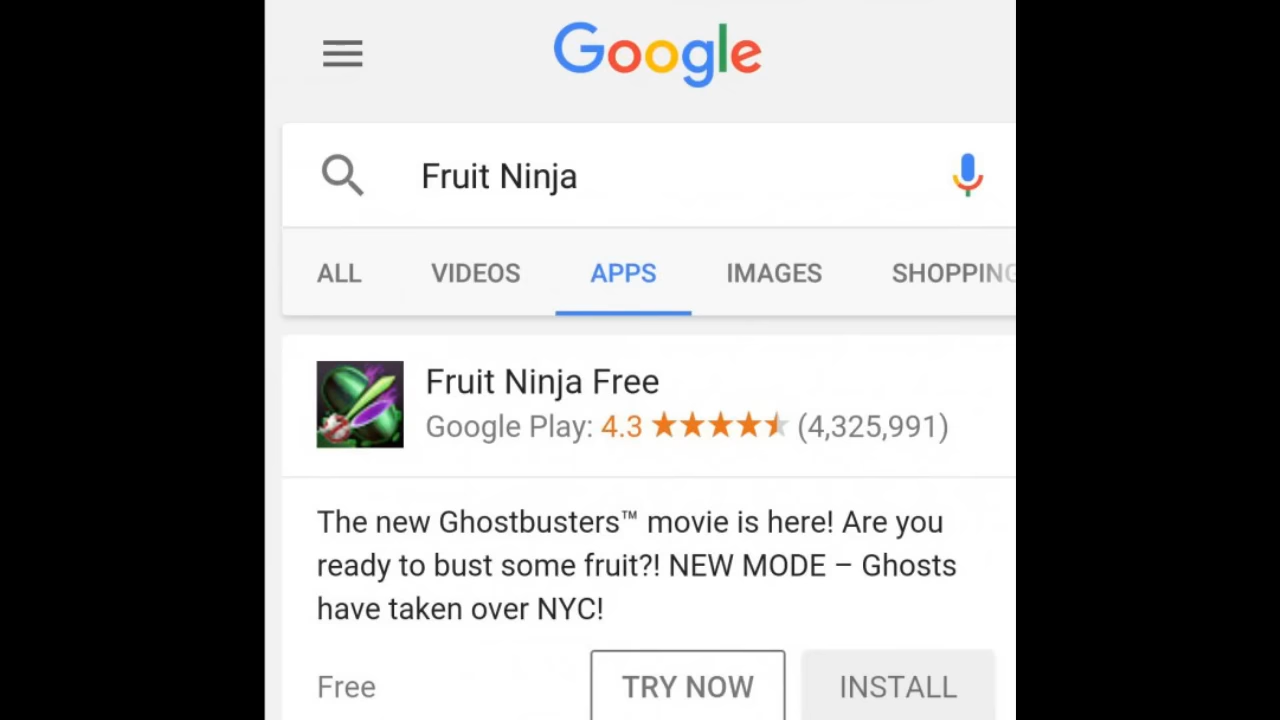 Google
Fruit Ninja
ALL VIDEOS APPS IMAGES SHOPPING
Fruit Ninja Free
Google Play: 4.3 (4,325,991)
The new Ghostbusters™ movie is here! Are you
ready to bust some fruit?! NEW MODE – Ghosts
have taken over NYC!
Free TRY NOW INSTALL